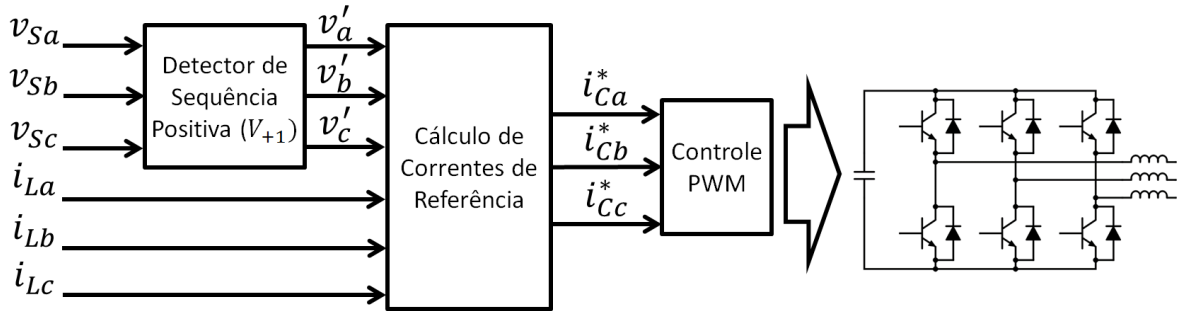 v_Sa
v_Sb
v_Sc
i_La
i_Lb
i_Lc
Detector de
Sequência
Positiva (V_+1)
v'_a
v'_b
v'_c
Cálculo de
Correntes de
Referência
i*_Ca
i*_Cb
i*_Cc
Controle
PWM